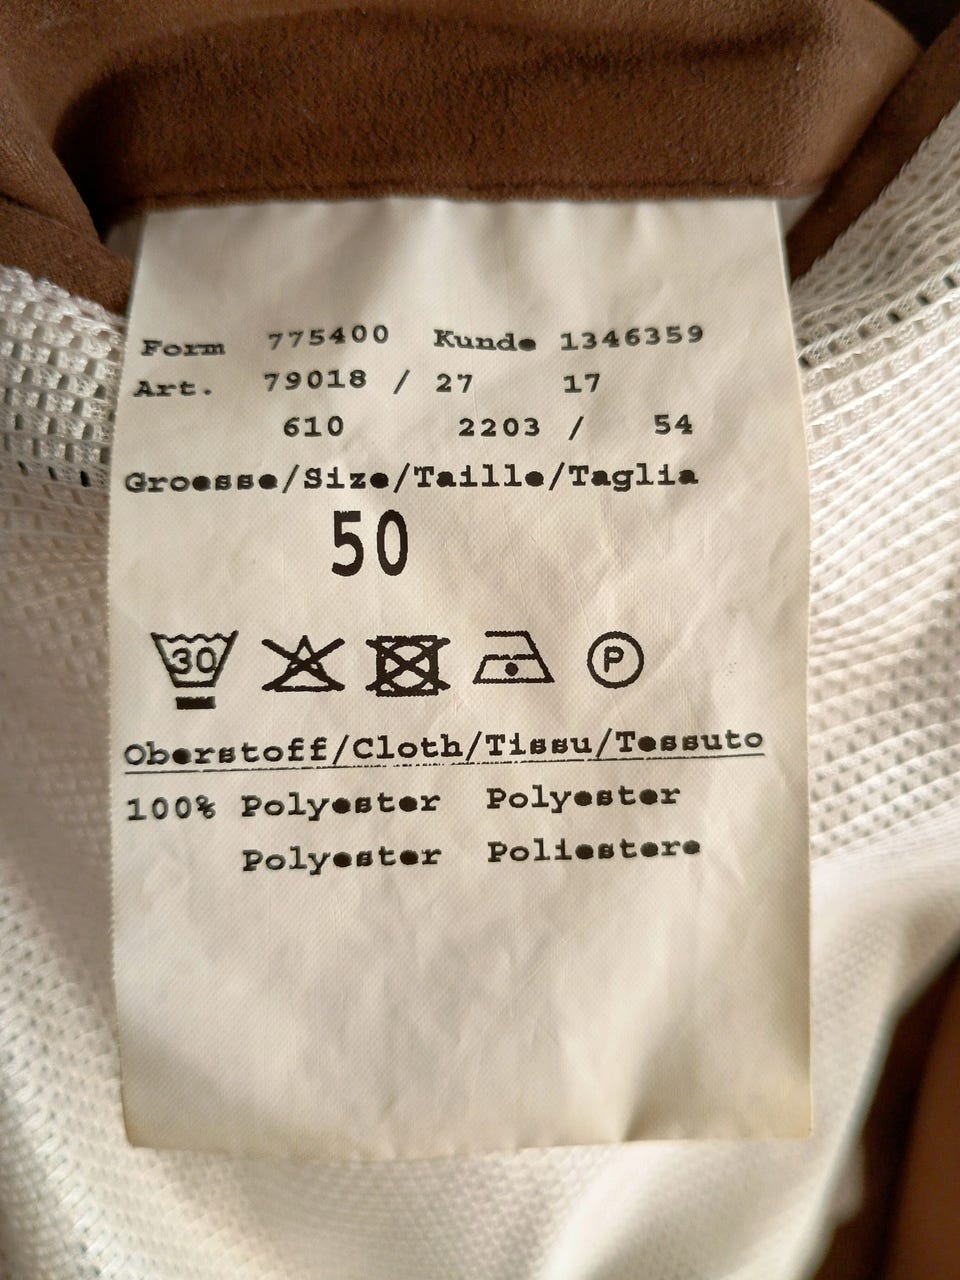 Form 775400 Kunde 1346359
Art. 79018 / 27 17
610 2203 / 54
Groesse/Size/Taille/Taglia
50
30 P
Oberstoff/Cloth/Tissu/Tessuto
100% Polyester Polyester
Polyester Poliestere